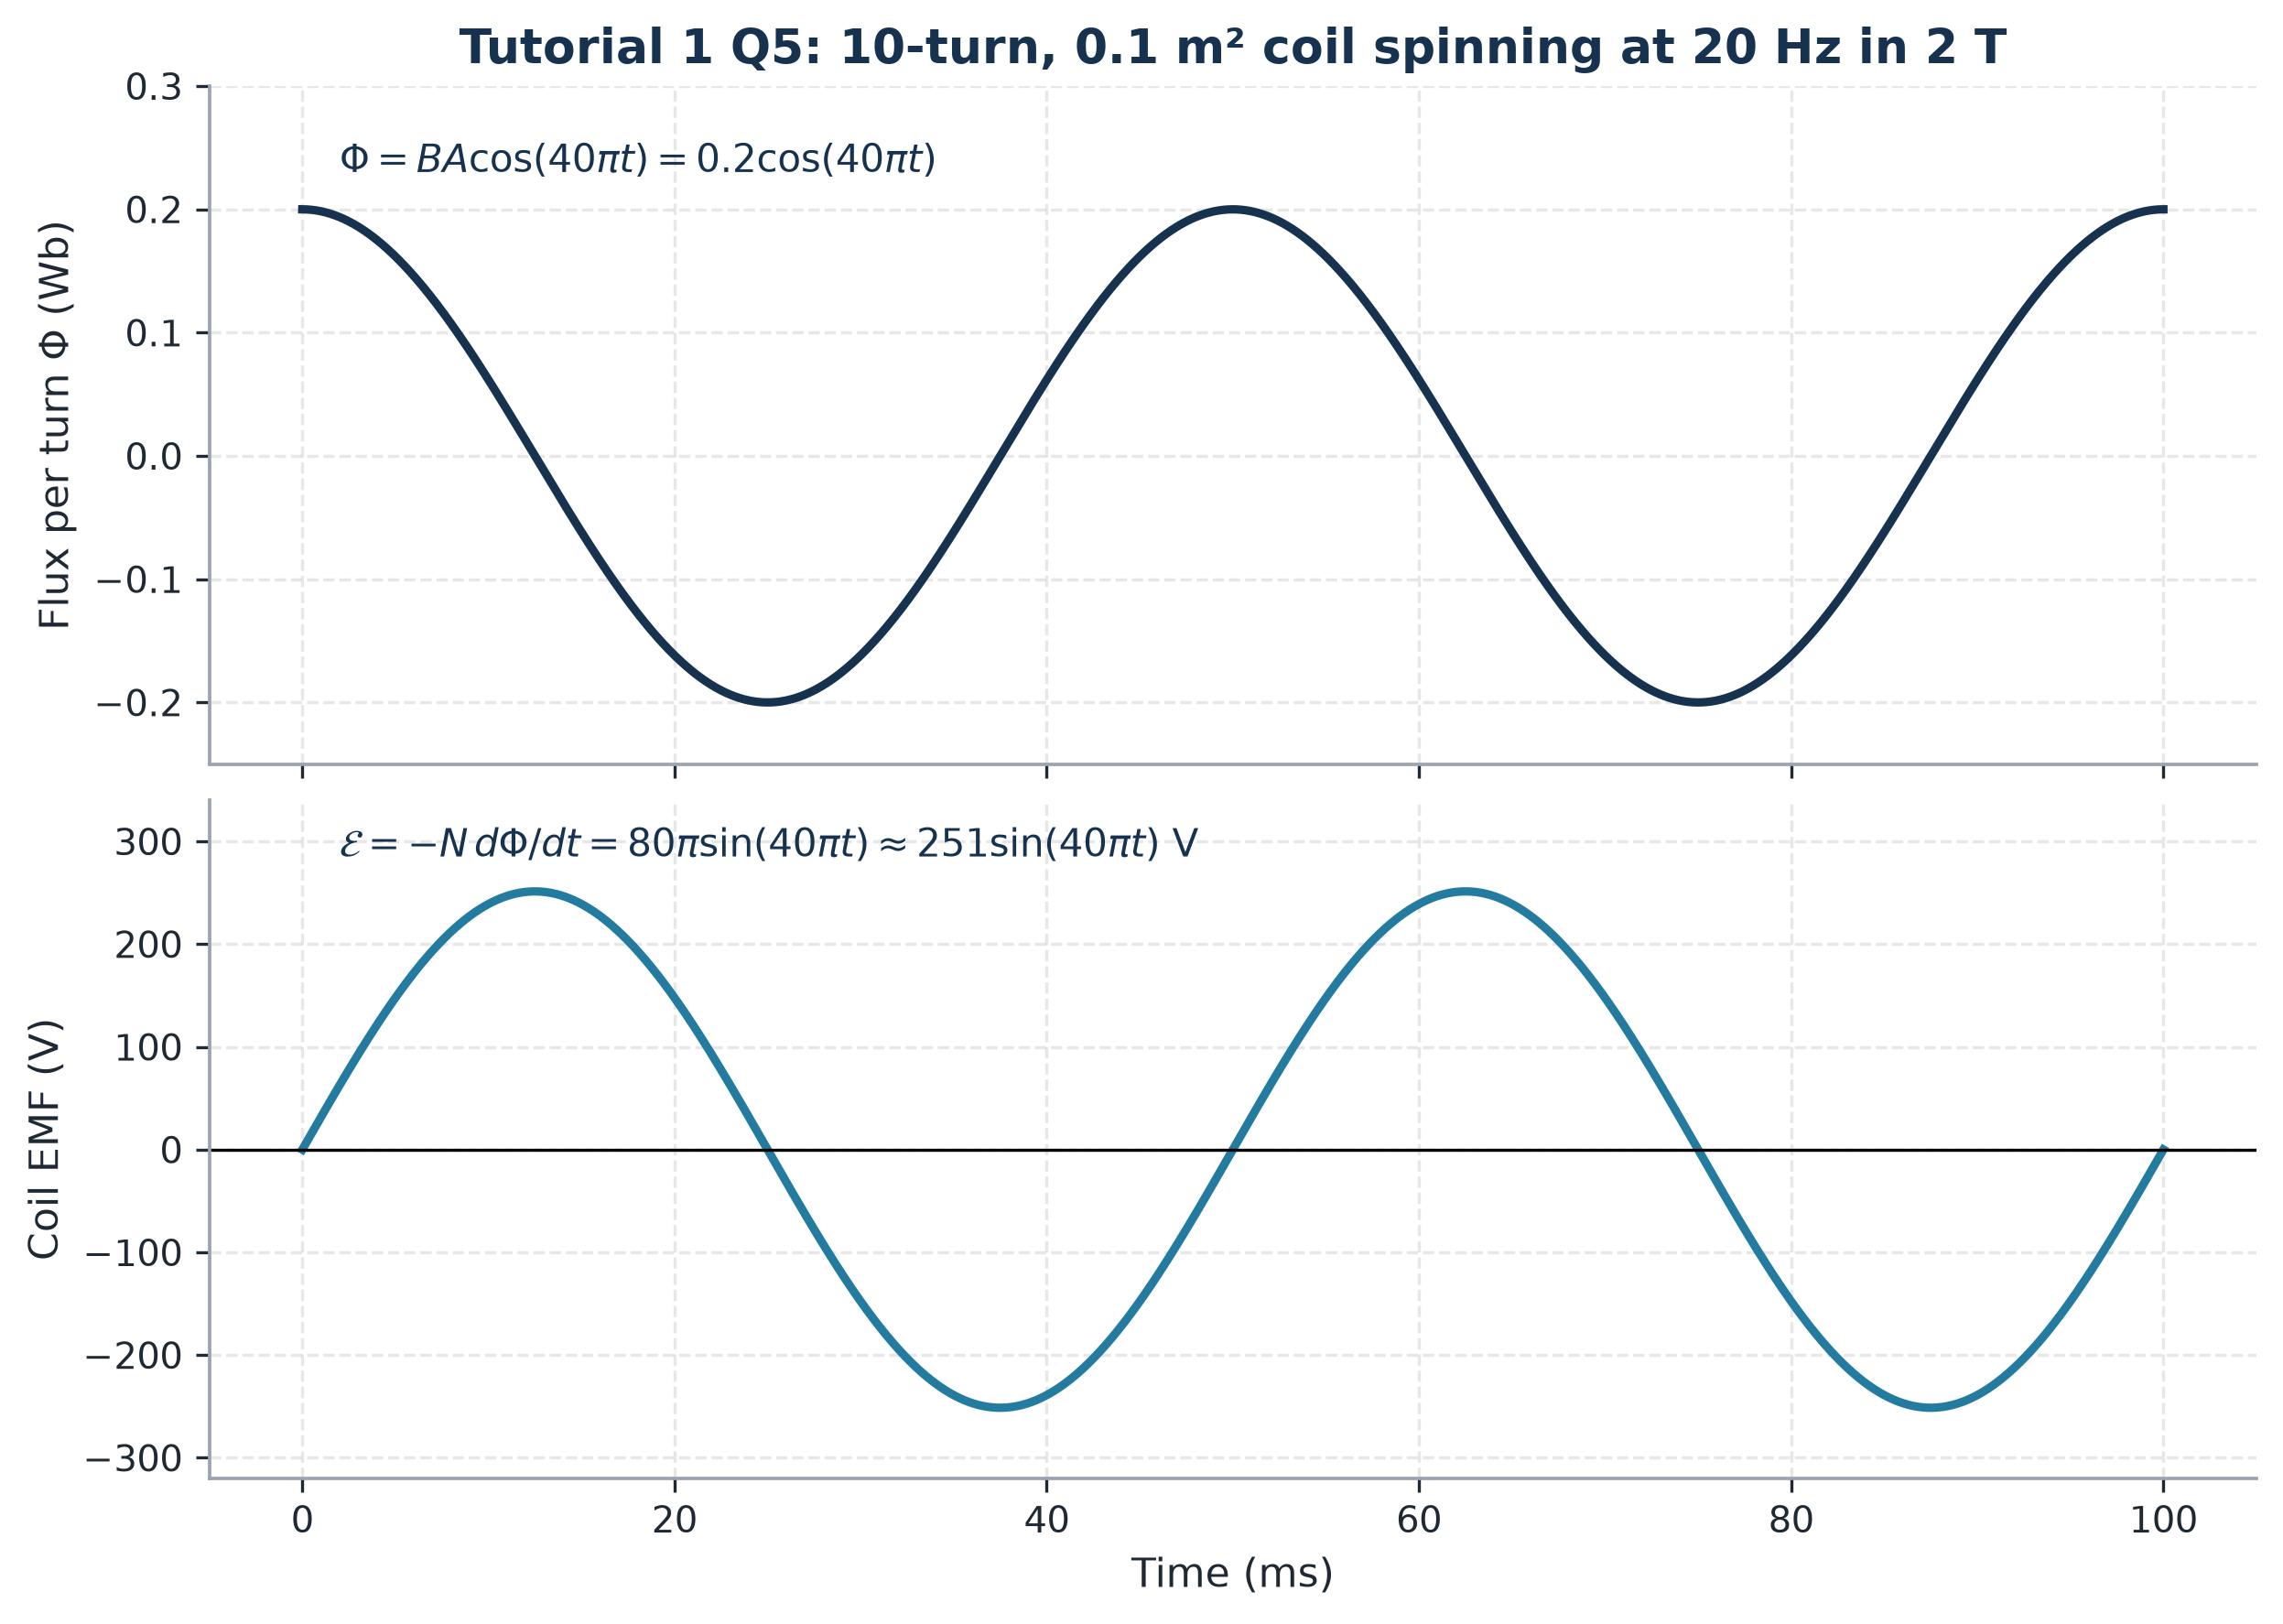 Tutorial 1 Q5: 10-turn, 0.1 m² coil spinning at 20 Hz in 2 T
Flux per turn Φ (Wb)
0.3
0.2
0.1
0.0
−0.1
−0.2
Φ = BAcos(40πt) = 0.2cos(40πt)
Coil EMF (V)
300
200
100
0
−100
−200
−300
ℰ = −N dΦ/dt = 80πsin(40πt) ≈ 251sin(40πt) V
0 20 40 60 80 100
Time (ms)